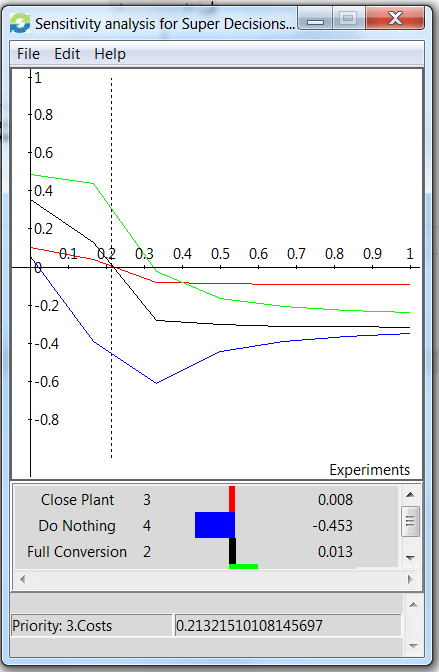 Sensitivity analysis for Super Decisions...
File Edit Help
1
0.8
0.6
0.4
0.2
0 0.1 0.2 0.3 0.4 0.5 0.6 0.7 0.8 0.9 1
-0.2
-0.4
-0.6
-0.8
Experiments
Close Plant 3 0.008
Do Nothing 4 -0.453
Full Conversion 2 0.013
Priority: 3.Costs 0.21321510108145697